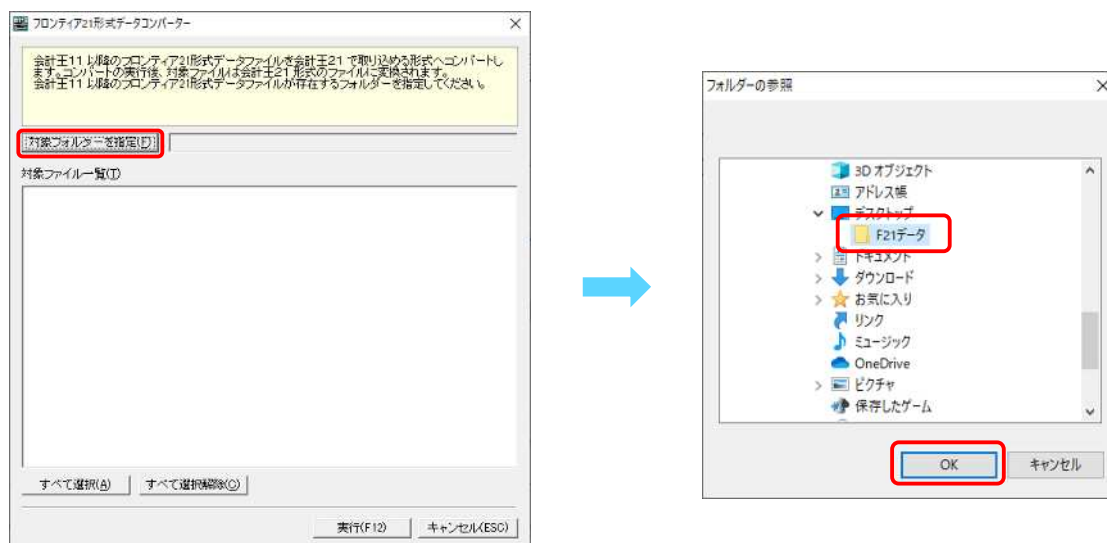 フロンティア21形式データコンバーター
会計王11 以降のフロンティア21形式データファイルを会計王21 で取り込める形式へコンバートし
ます。コンバートの実行後、対象ファイルは会計王21 形式のファイルに変換されます。
会計王11 以降のフロンティア21形式データファイルが存在するフォルダーを指定してください。
対象フォルダーを指定(F)
対象ファイル一覧(T)
すべて選択(A)
すべて選択解除(C)
実行(F12)
キャンセル(ESC)
フォルダーの参照
3D オブジェクト
アドレス帳
デスクトップ
F21データ
ドキュメント
ダウンロード
お気に入り
リンク
ミュージック
OneDrive
ピクチャ
保存したゲーム
OK
キャンセル